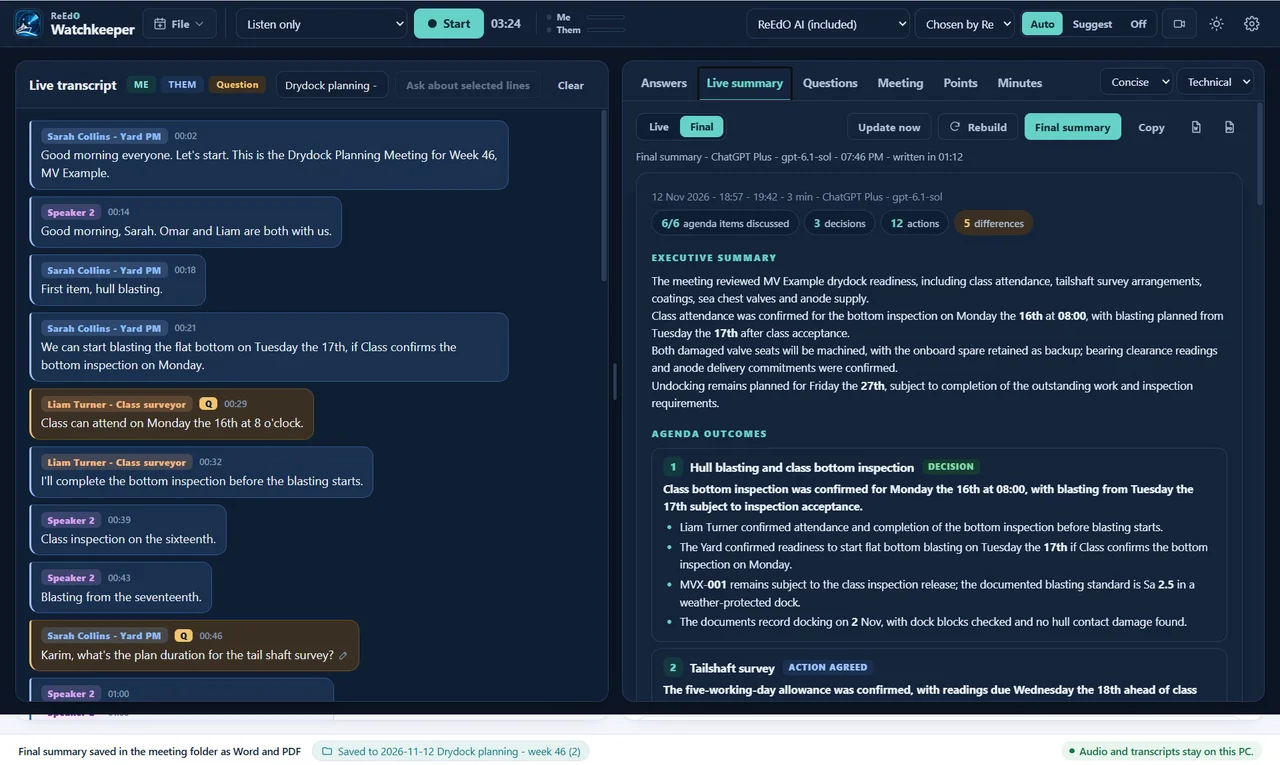 ReEdO
Watchkeeper
File
Listen only
Start
03:24
Me
Them
ReEdO AI (included)
Chosen by Re
Auto
Suggest
Off
Live transcript
ME
THEM
Question
Drydock planning -
Ask about selected lines
Clear
Sarah Collins - Yard PM 00:02
Good morning everyone. Let's start. This is the Drydock Planning Meeting for Week 46,
MV Example.
Speaker 2 00:14
Good morning, Sarah. Omar and Liam are both with us.
Sarah Collins - Yard PM 00:18
First item, hull blasting.
Sarah Collins - Yard PM 00:21
We can start blasting the flat bottom on Tuesday the 17th, if Class confirms the
bottom inspection on Monday.
Liam Turner - Class surveyor Q 00:29
Class can attend on Monday the 16th at 8 o'clock.
Liam Turner - Class surveyor 00:32
I'll complete the bottom inspection before the blasting starts.
Speaker 2 00:39
Class inspection on the sixteenth.
Speaker 2 00:43
Blasting from the seventeenth.
Sarah Collins - Yard PM Q 00:46
Karim, what's the plan duration for the tail shaft survey?
Speaker 2 01:00
Answers
Live summary
Questions
Meeting
Points
Minutes
Concise
Technical
Live
Final
Update now
Rebuild
Final summary
Copy
Final summary - ChatGPT Plus - gpt-6.1-sol - 07:46 PM - written in 01:12
12 Nov 2026 - 18:57 - 19:42 - 3 min - ChatGPT Plus - gpt-6.1-sol
6/6 agenda items discussed
3 decisions
12 actions
5 differences
EXECUTIVE SUMMARY
The meeting reviewed MV Example drydock readiness, including class attendance, tailshaft survey arrangements,
coatings, sea chest valves and anode supply.
Class attendance was confirmed for the bottom inspection on Monday the 16th at 08:00, with blasting planned from
Tuesday the 17th after class acceptance.
Both damaged valve seats will be machined, with the onboard spare retained as backup; bearing clearance readings
and anode delivery commitments were confirmed.
Undocking remains planned for Friday the 27th, subject to completion of the outstanding work and inspection
requirements.
AGENDA OUTCOMES
1 Hull blasting and class bottom inspection DECISION
Class bottom inspection was confirmed for Monday the 16th at 08:00, with blasting from Tuesday the
17th subject to inspection acceptance.
• Liam Turner confirmed attendance and completion of the bottom inspection before blasting starts.
• The Yard confirmed readiness to start flat bottom blasting on Tuesday the 17th if Class confirms the bottom
inspection on Monday.
• MVX-001 remains subject to the class inspection release; the documented blasting standard is Sa 2.5 in a
weather-protected dock.
• The documents record docking on 2 Nov, with dock blocks checked and no hull contact damage found.
2 Tailshaft survey ACTION AGREED
The five-working-day allowance was confirmed, with readings due Wednesday the 18th ahead of class
Final summary saved in the meeting folder as Word and PDF
Saved to 2026-11-12 Drydock planning - week 46 (2)
Audio and transcripts stay on this PC.